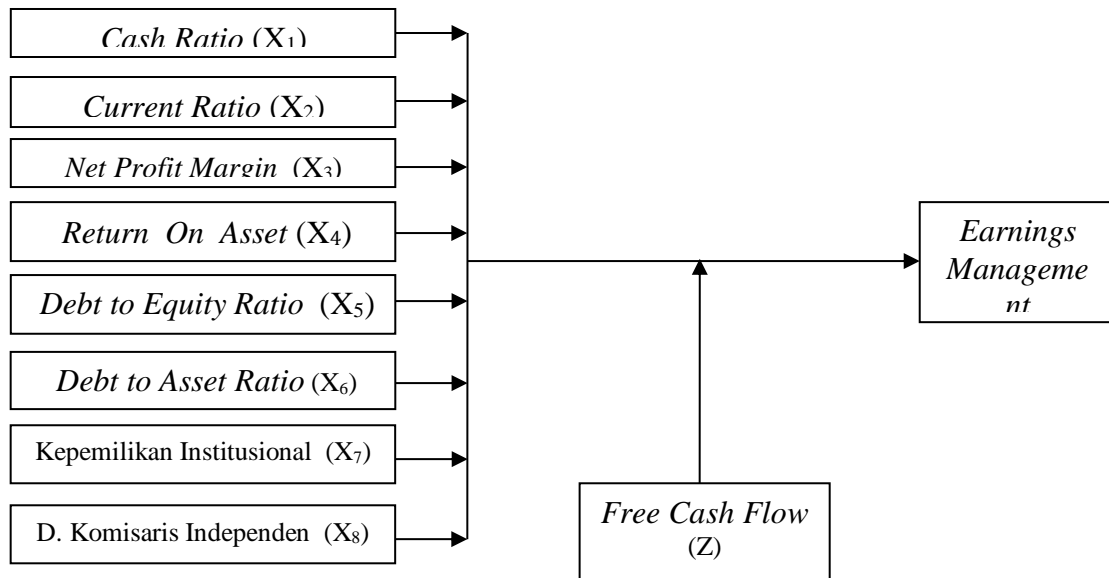 Cash Ratio (X₁)
Current Ratio (X₂)
Net Profit Margin (X₃)
Return On Asset (X₄)
Debt to Equity Ratio (X₅)
Debt to Asset Ratio (X₆)
Kepemilikan Institusional (X₇)
D. Komisaris Independen (X₈)
Earnings
Manageme
nt
Free Cash Flow
(Z)